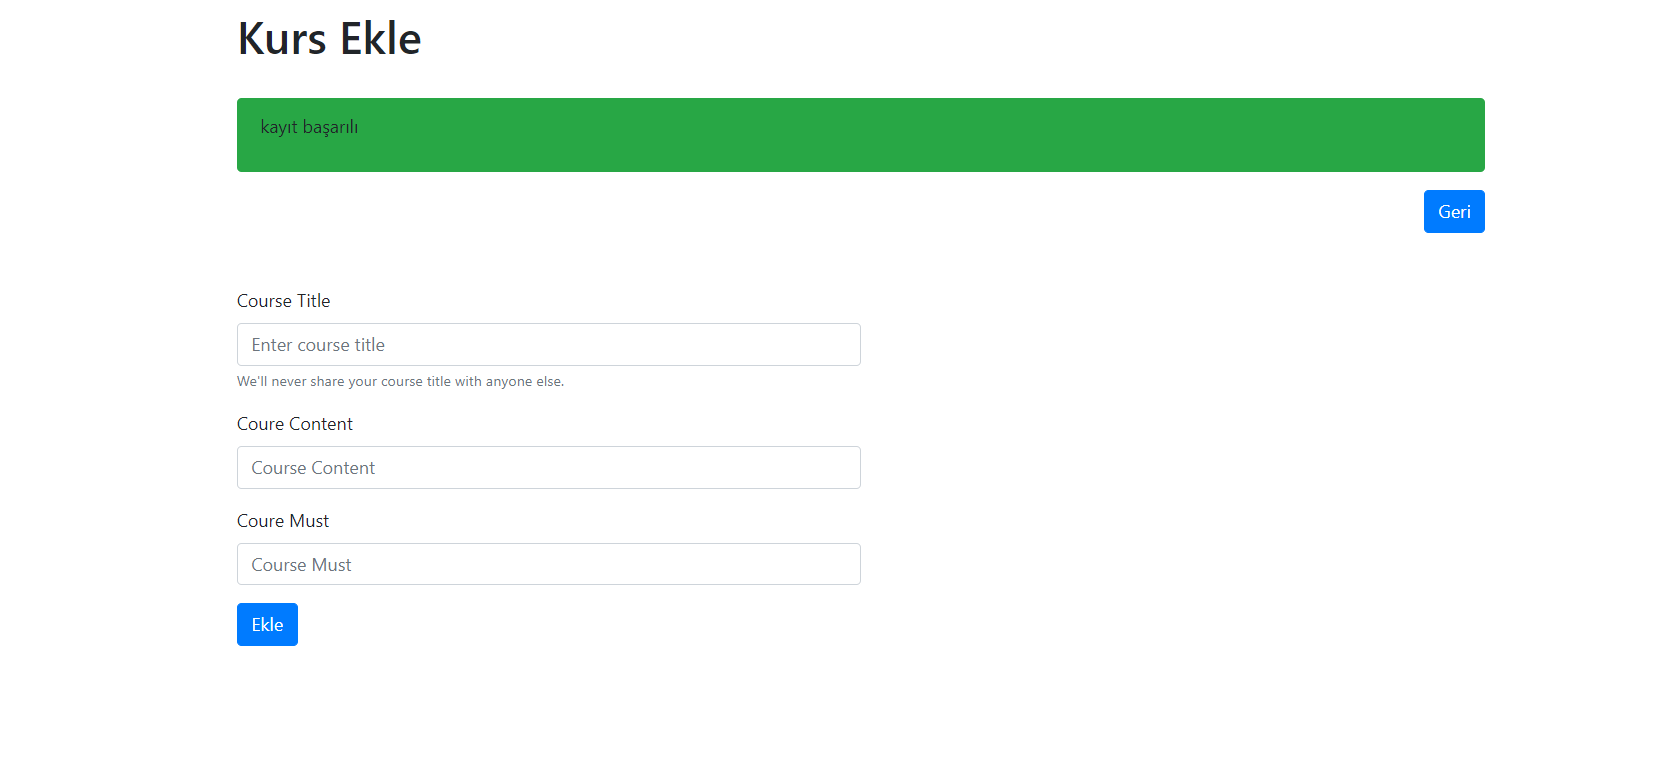 Kurs Ekle
kayıt başarılı
Geri
Course Title
Enter course title
We'll never share your course title with anyone else.
Coure Content
Course Content
Coure Must
Course Must
Ekle